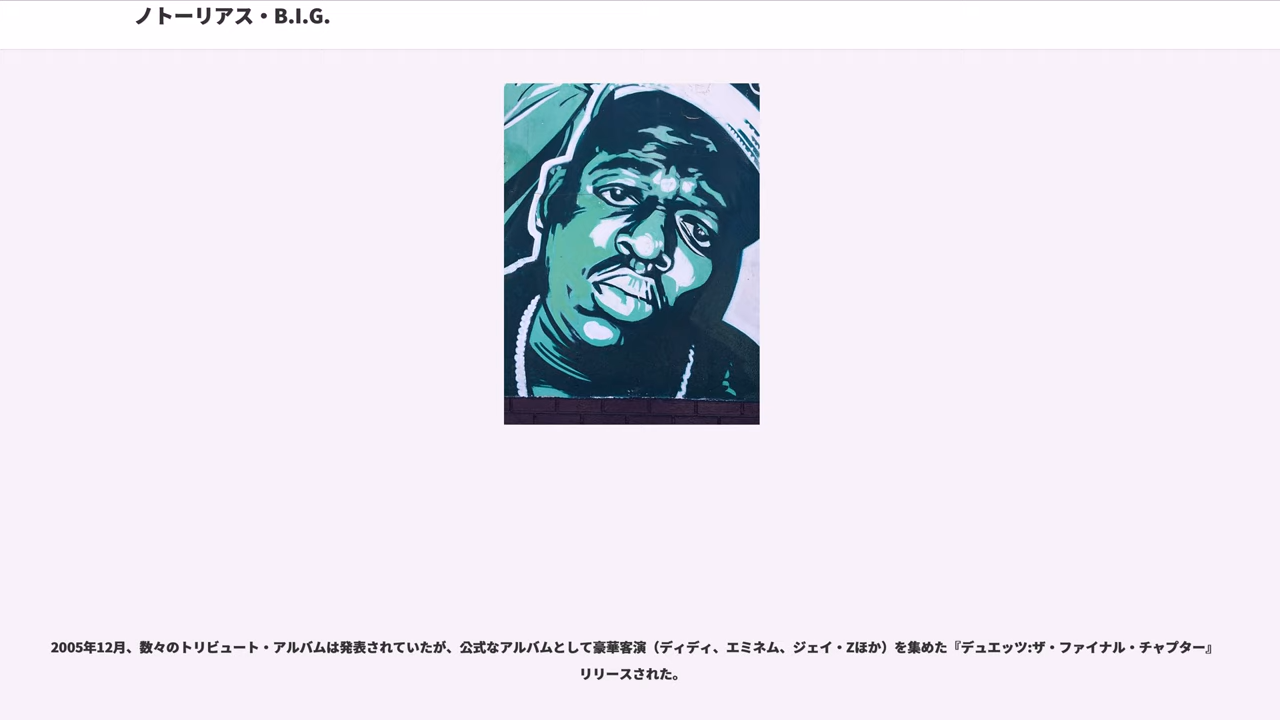 ノトーリアス・B.I.G.
2005年12月、数々のトリビュート・アルバムは発表されていたが、公式なアルバムとして豪華客演（ディディ、エミネム、ジェイ・Zほか）を集めた『デュエッツ:ザ・ファイナル・チャプター』
リリースされた。